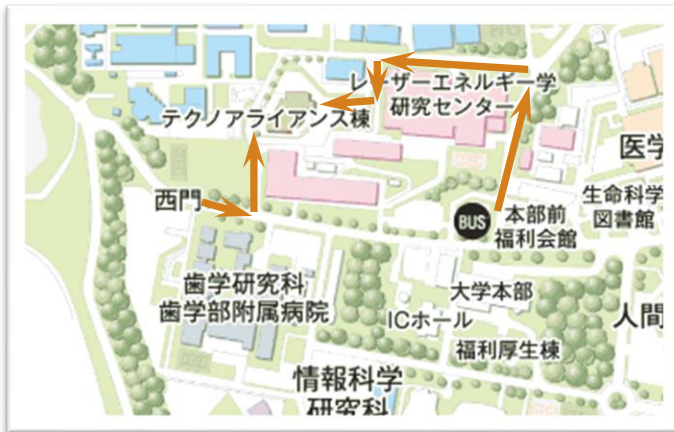 レーザーエネルギー学
研究センター
テクノアライアンス棟
医学
西門
BUS
本部前
福利会館
生命科学
図書館
歯学研究科
歯学部附属病院
大学本部
ICホール
人間
福利厚生棟
情報科学
研究科